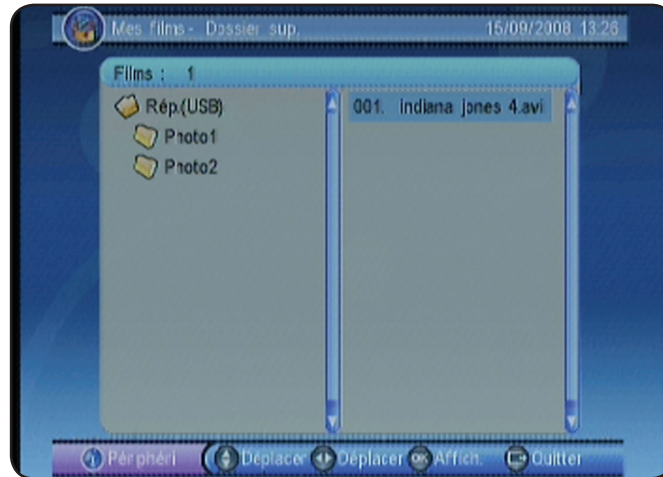 Mes films - Dossier sup. 15/09/2008 13:26
Films : 1
Rép.(USB)
Photo1
Photo2
001. indiana jones 4.avi
i Périphéri Déplacer Déplacer OK Affich. Quitter